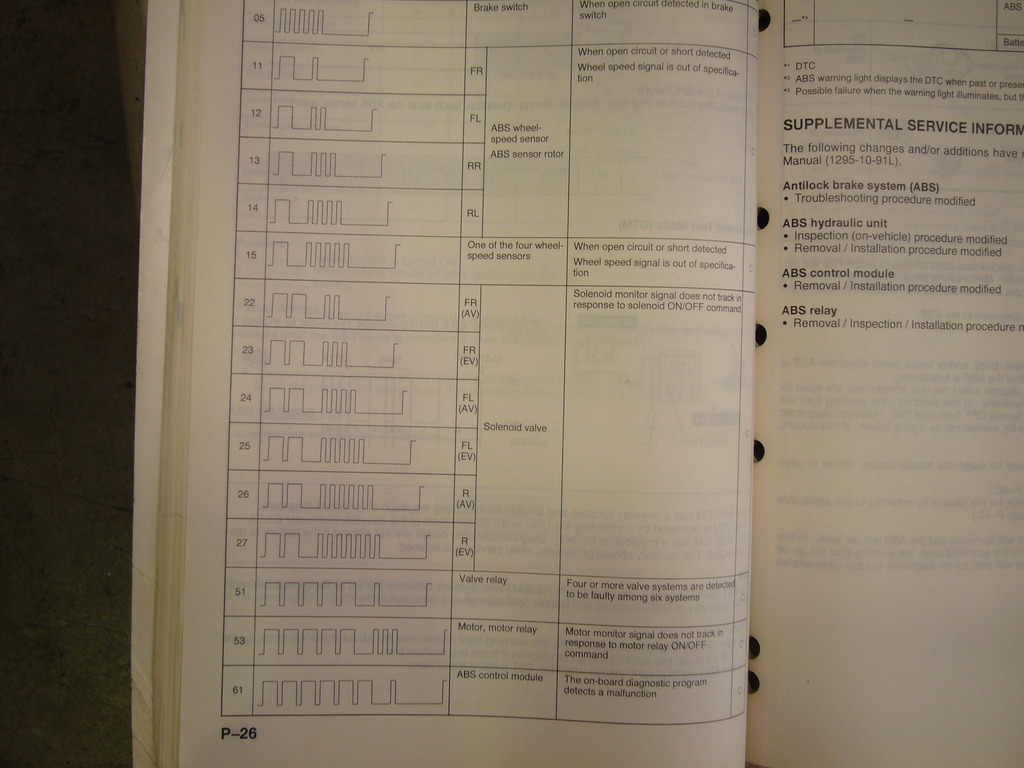 05
Brake switch
When open circuit detected in brake
switch
11
FR
When open circuit or short detected
Wheel speed signal is out of specifica-
tion
12
FL
ABS wheel-
speed sensor
ABS sensor rotor
13
RR
14
RL
15
One of the four wheel-
speed sensors
When open circuit or short detected
Wheel speed signal is out of specifica-
tion
22
FR
(AV)
Solenoid monitor signal does not track in
response to solenoid ON/OFF command
23
FR
(EV)
24
FL
(AV)
Solenoid valve
25
FL
(EV)
26
R
(AV)
27
R
(EV)
51
Valve relay
Four or more valve systems are detected
to be faulty among six systems
53
Motor, motor relay
Motor monitor signal does not track in
response to motor relay ON/OFF
command
61
ABS control module
The on-board diagnostic program
detects a malfunction
P–26
—*³
—
ABS
Batte
*¹ DTC
*² ABS warning light displays the DTC when past or prese
*³ Possible failure when the warning light illuminates, but th
SUPPLEMENTAL SERVICE INFORM
The following changes and/or additions have
Manual (1295-10-91L).
Antilock brake system (ABS)
• Troubleshooting procedure modified
ABS hydraulic unit
• Inspection (on-vehicle) procedure modified
• Removal / Installation procedure modified
ABS control module
• Removal / Installation procedure modified
ABS relay
• Removal / Inspection / Installation procedure m